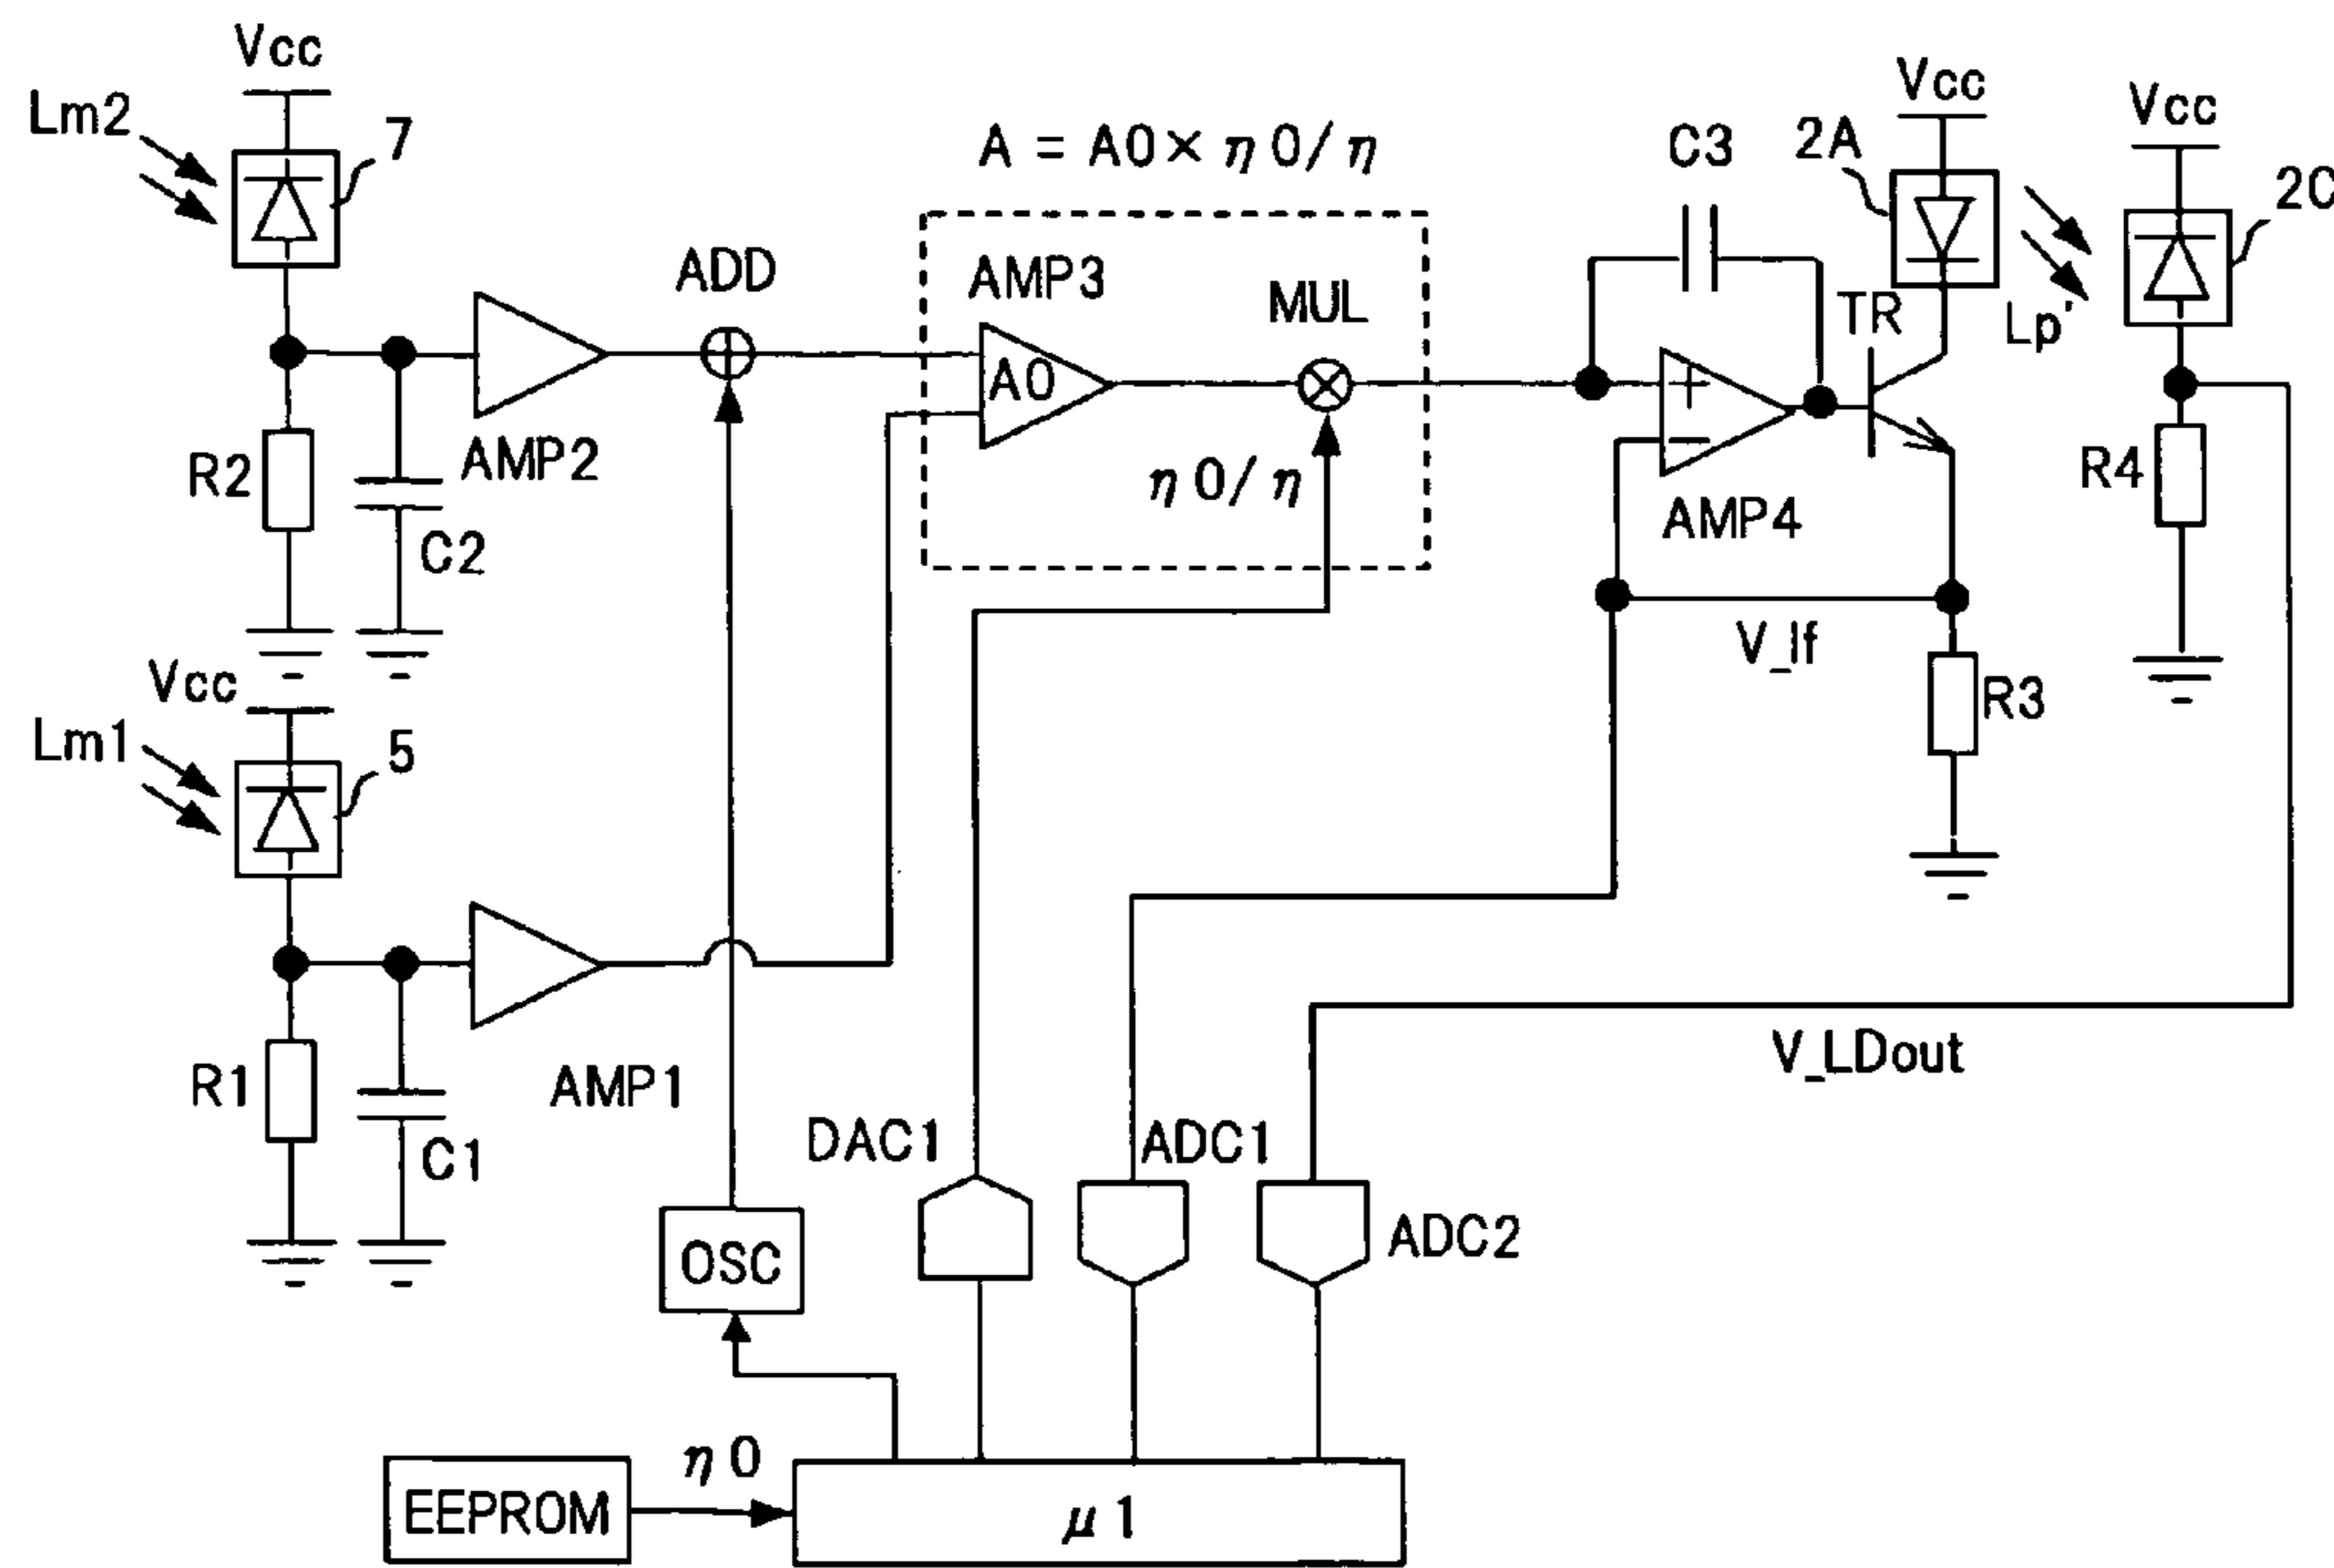 Vcc
Lm2
7
R2
C2
AMP2
ADD
A = A0× η0/η
AMP3
A0
MUL
η0/η
C3
2A
Vcc
Vcc
2C
TR
Lp'
R4
AMP4
V_If
R3
Vcc
Lm1
5
R1
C1
AMP1
V_LDout
DAC1
ADC1
ADC2
OSC
η0
EEPROM
μ1